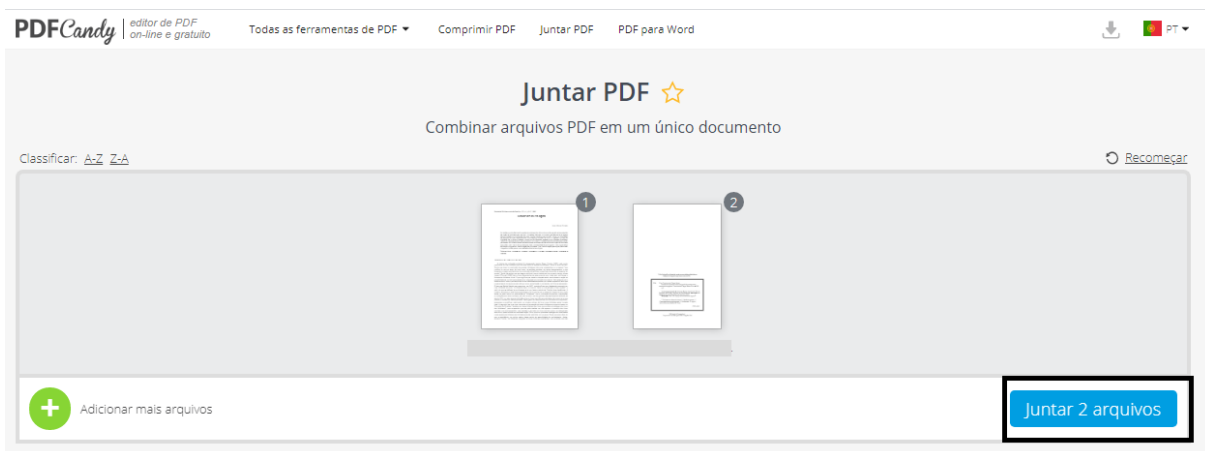 PDFCandy editor de PDF
on-line e gratuito
Todas as ferramentas de PDF Comprimir PDF Juntar PDF PDF para Word PT
Juntar PDF
Combinar arquivos PDF em um único documento
Classificar: A-Z Z-A Recomeçar
1 2
Adicionar mais arquivos Juntar 2 arquivos